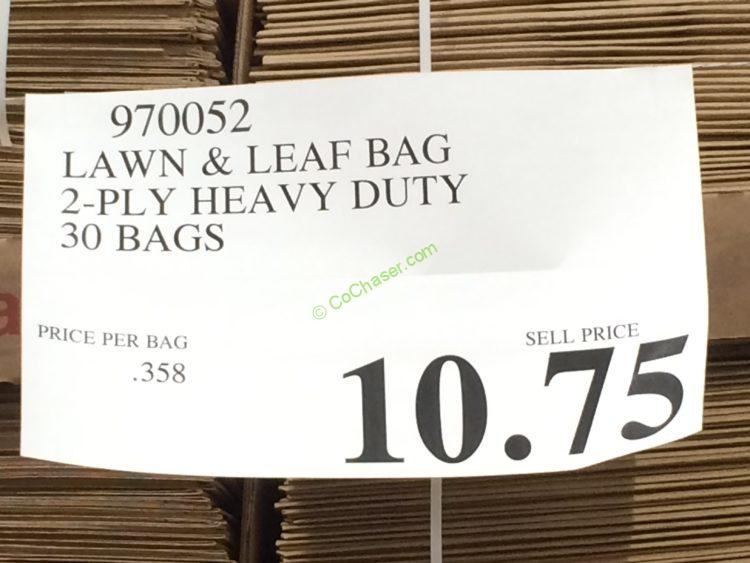 970052
LAWN & LEAF BAG
2-PLY HEAVY DUTY
30 BAGS
© CoChaser.com
PRICE PER BAG
.358
SELL PRICE
10.75